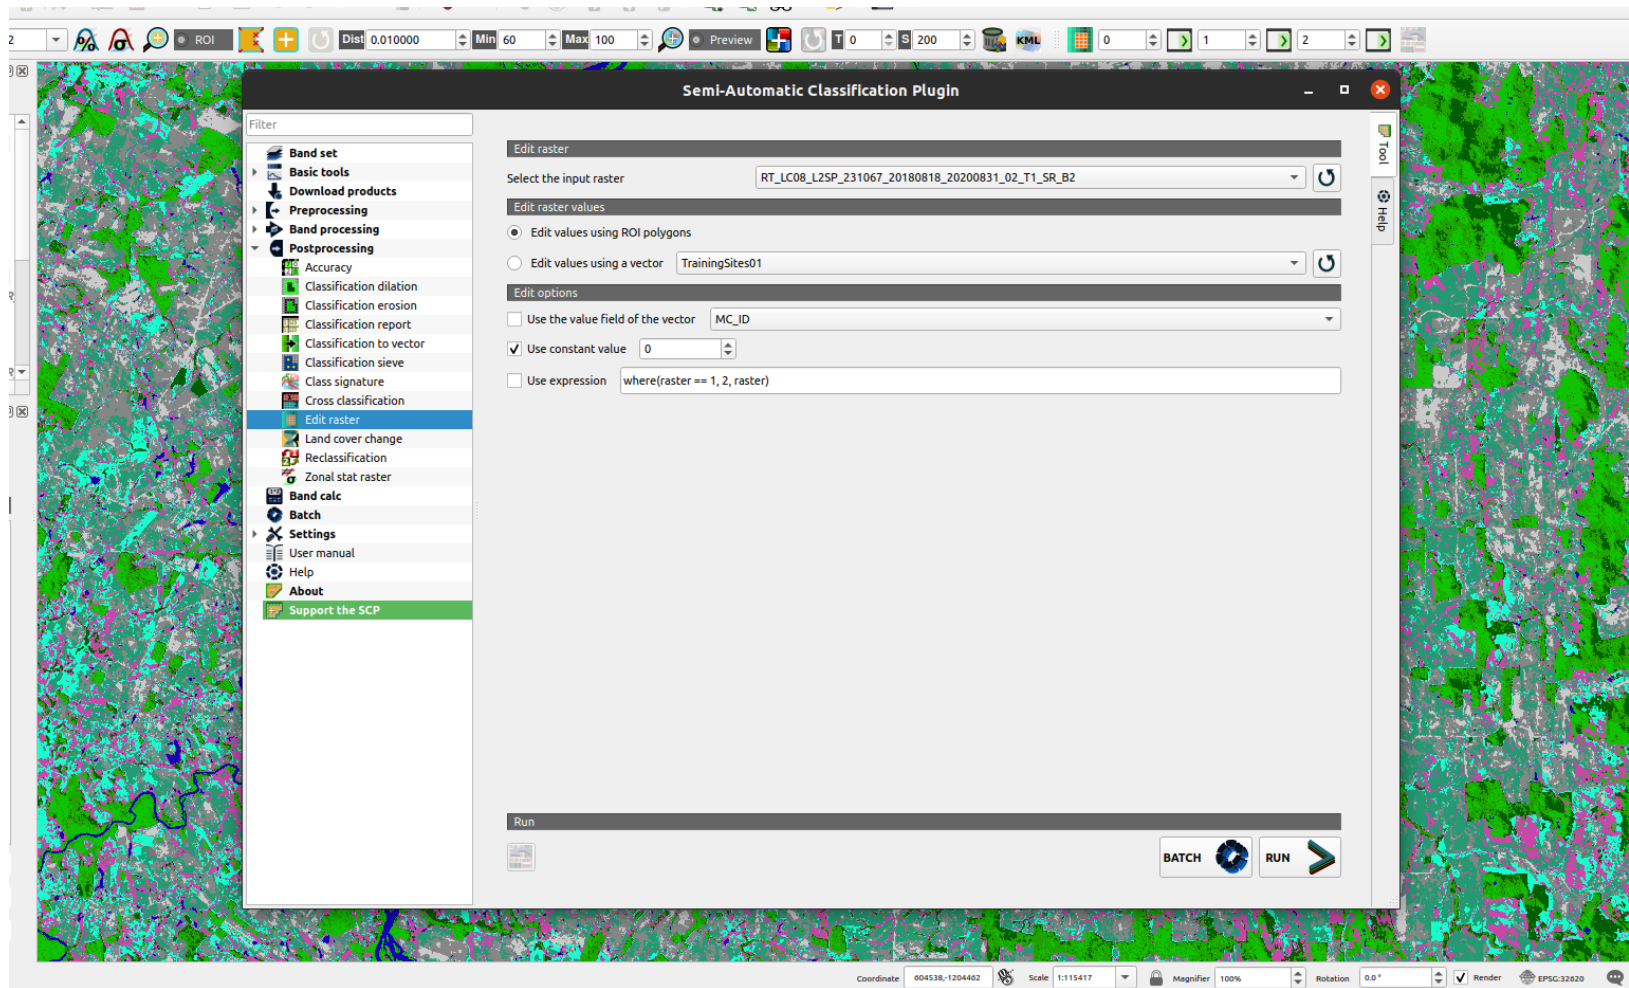 2 ROI Dist 0.010000 Min 60 Max 100 Preview T 0 S 200 KML 0 1 2
Semi-Automatic Classification Plugin
Filter
Band set
Basic tools
Download products
Preprocessing
Band processing
Postprocessing
Accuracy
Classification dilation
Classification erosion
Classification report
Classification to vector
Classification sieve
Class signature
Cross classification
Edit raster
Land cover change
Reclassification
Zonal stat raster
Band calc
Batch
Settings
User manual
Help
About
Support the SCP
Edit raster
Select the input raster RT_LC08_L2SP_231067_20180818_20200831_02_T1_SR_B2
Edit raster values
Edit values using ROI polygons
Edit values using a vector TrainingSites01
Edit options
Use the value field of the vector MC_ID
Use constant value 0
Use expression where(raster == 1, 2, raster)
Run
BATCH RUN
Tool
Help
Coordinate 604538,-1204462 Scale 1:115417 Magnifier 100% Rotation 0.0 ° Render EPSG:32620